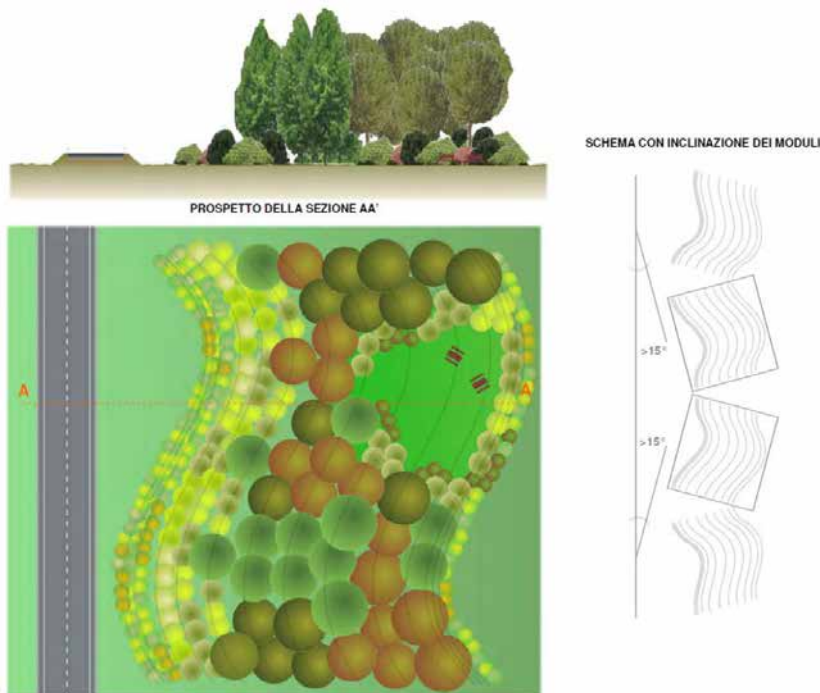 SCHEMA CON INCLINAZIONE DEI MODULI
PROSPETTO DELLA SEZIONE AA'
A
A
>15°
>15°